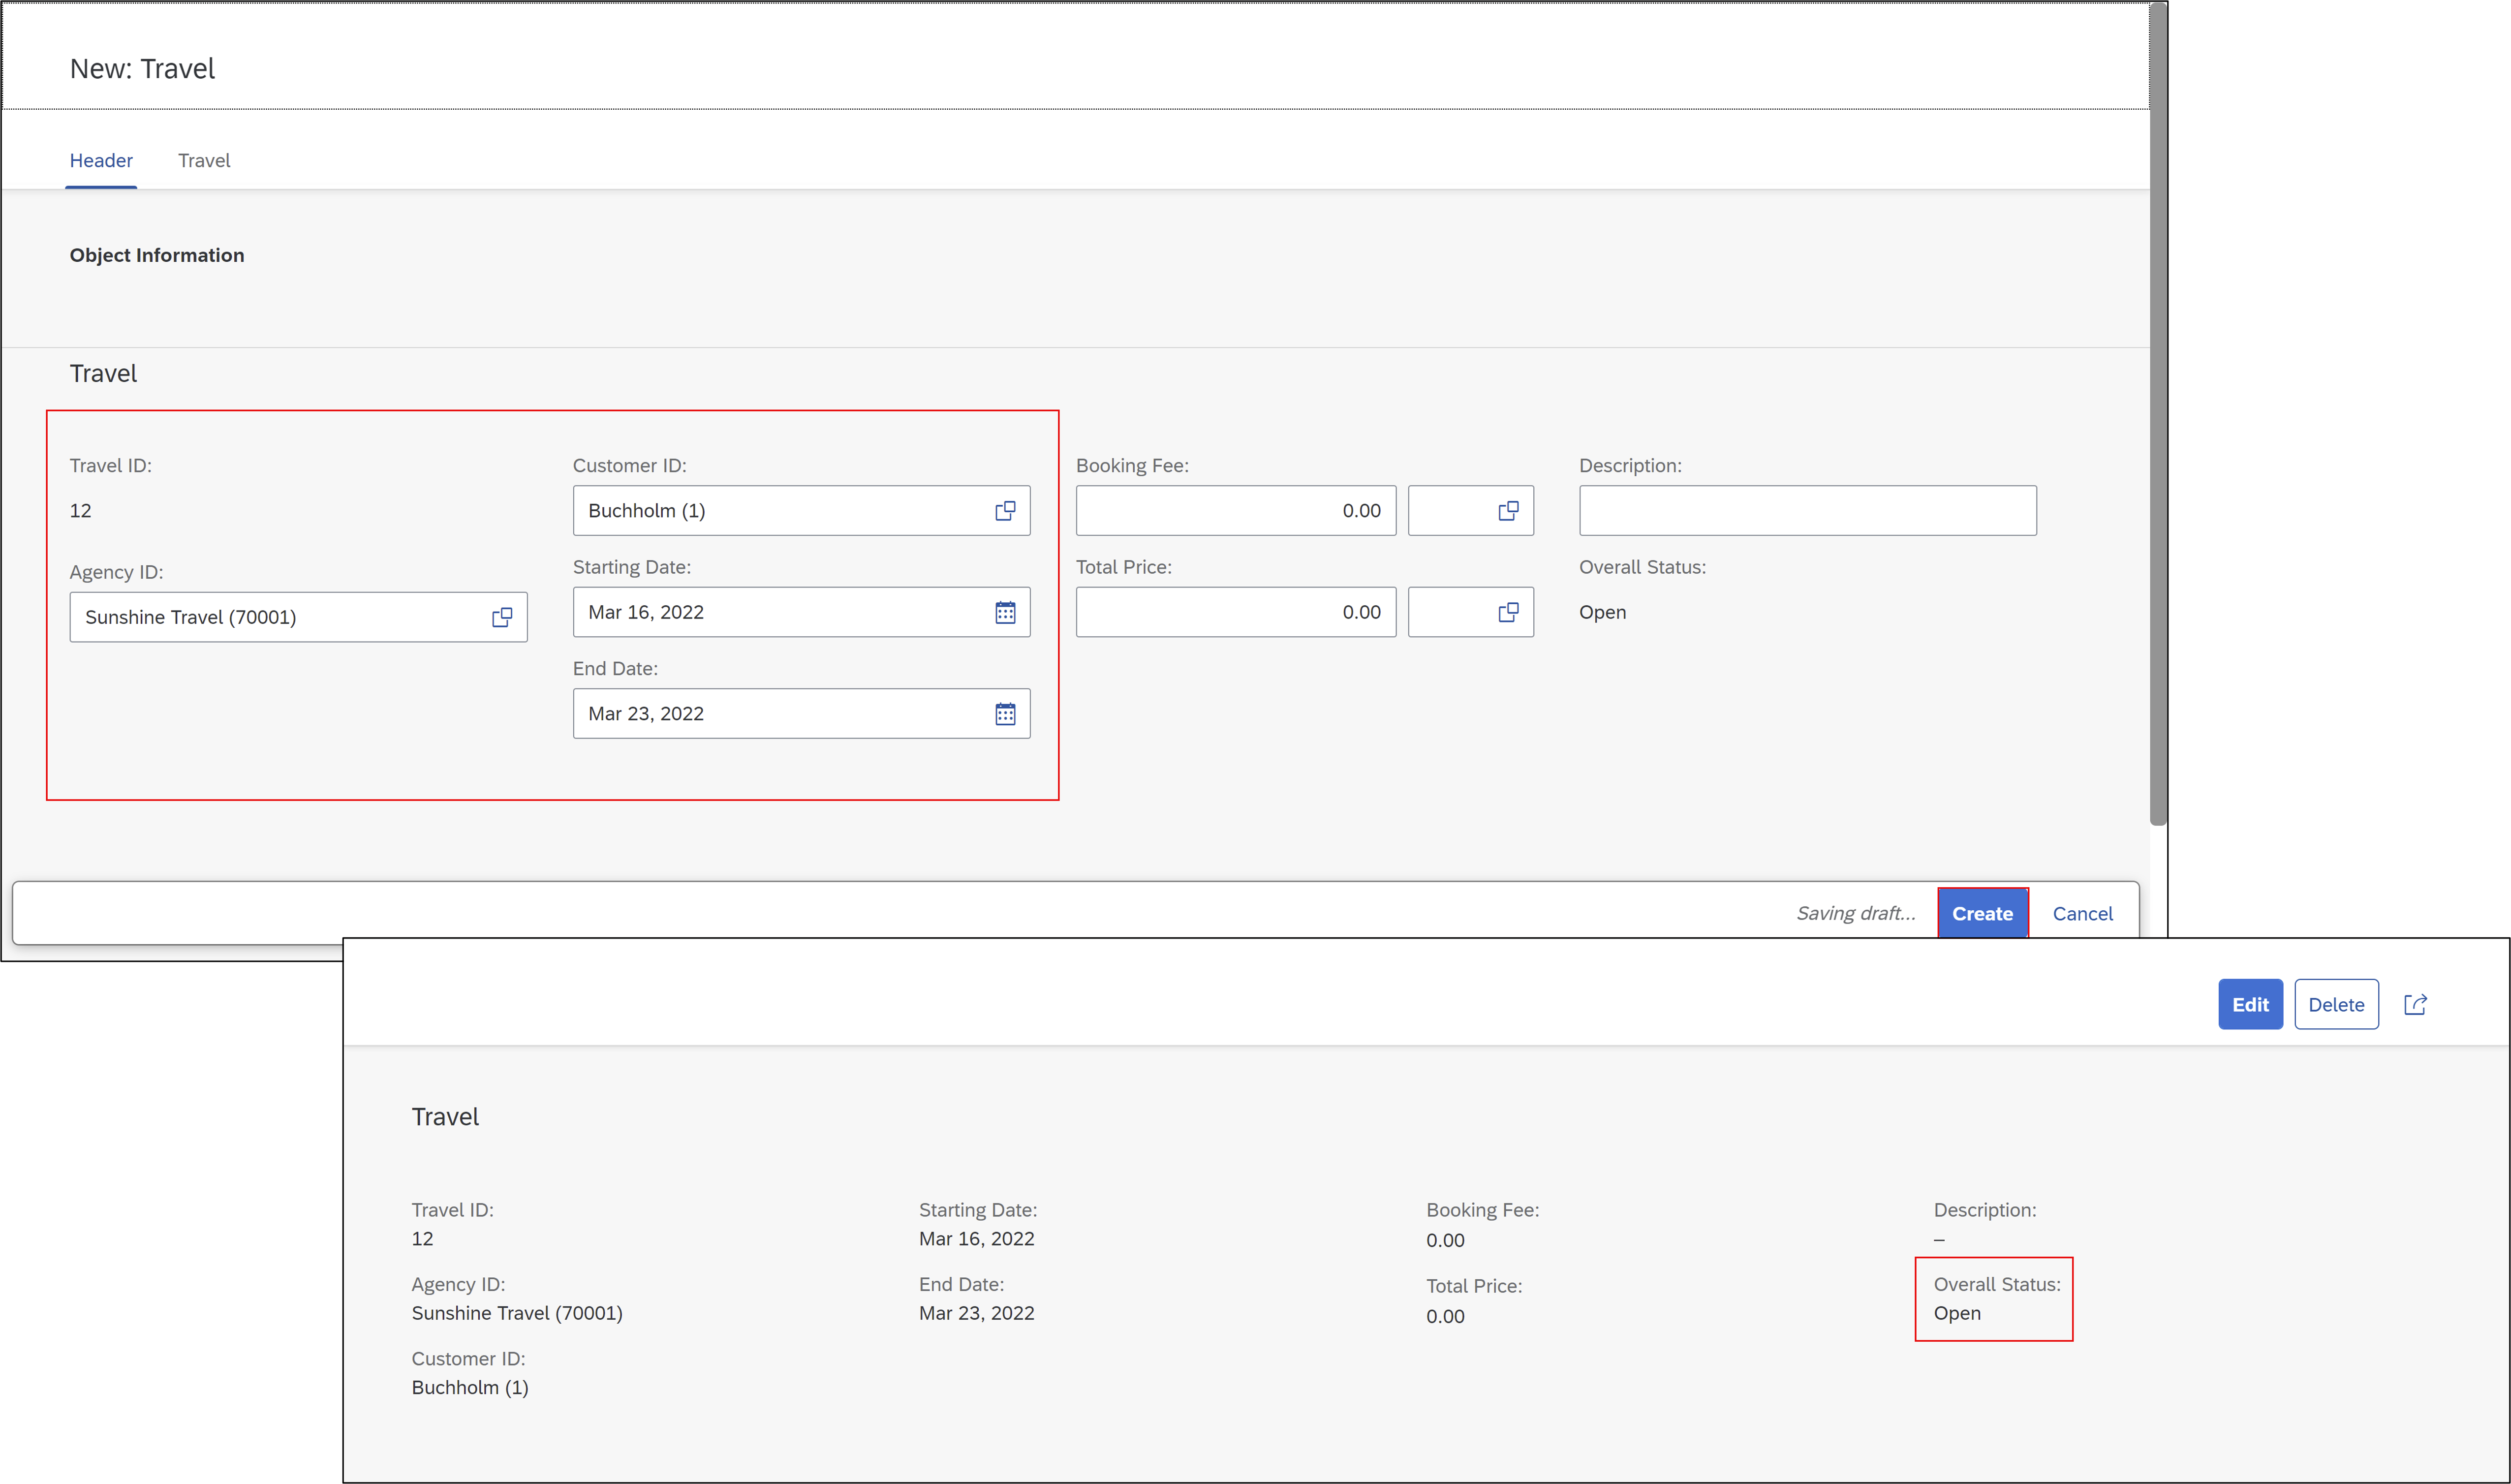 New: Travel
Header Travel
Object Information
Travel
Travel ID:
12
Agency ID:
Sunshine Travel (70001)
Customer ID:
Buchholm (1)
Starting Date:
Mar 16, 2022
End Date:
Mar 23, 2022
Booking Fee:
0.00
Total Price:
0.00
Description:
Overall Status:
Open
Saving draft... Create Cancel
Edit Delete
Travel
Travel ID:
12
Agency ID:
Sunshine Travel (70001)
Customer ID:
Buchholm (1)
Starting Date:
Mar 16, 2022
End Date:
Mar 23, 2022
Booking Fee:
0.00
Total Price:
0.00
Description:
–
Overall Status:
Open